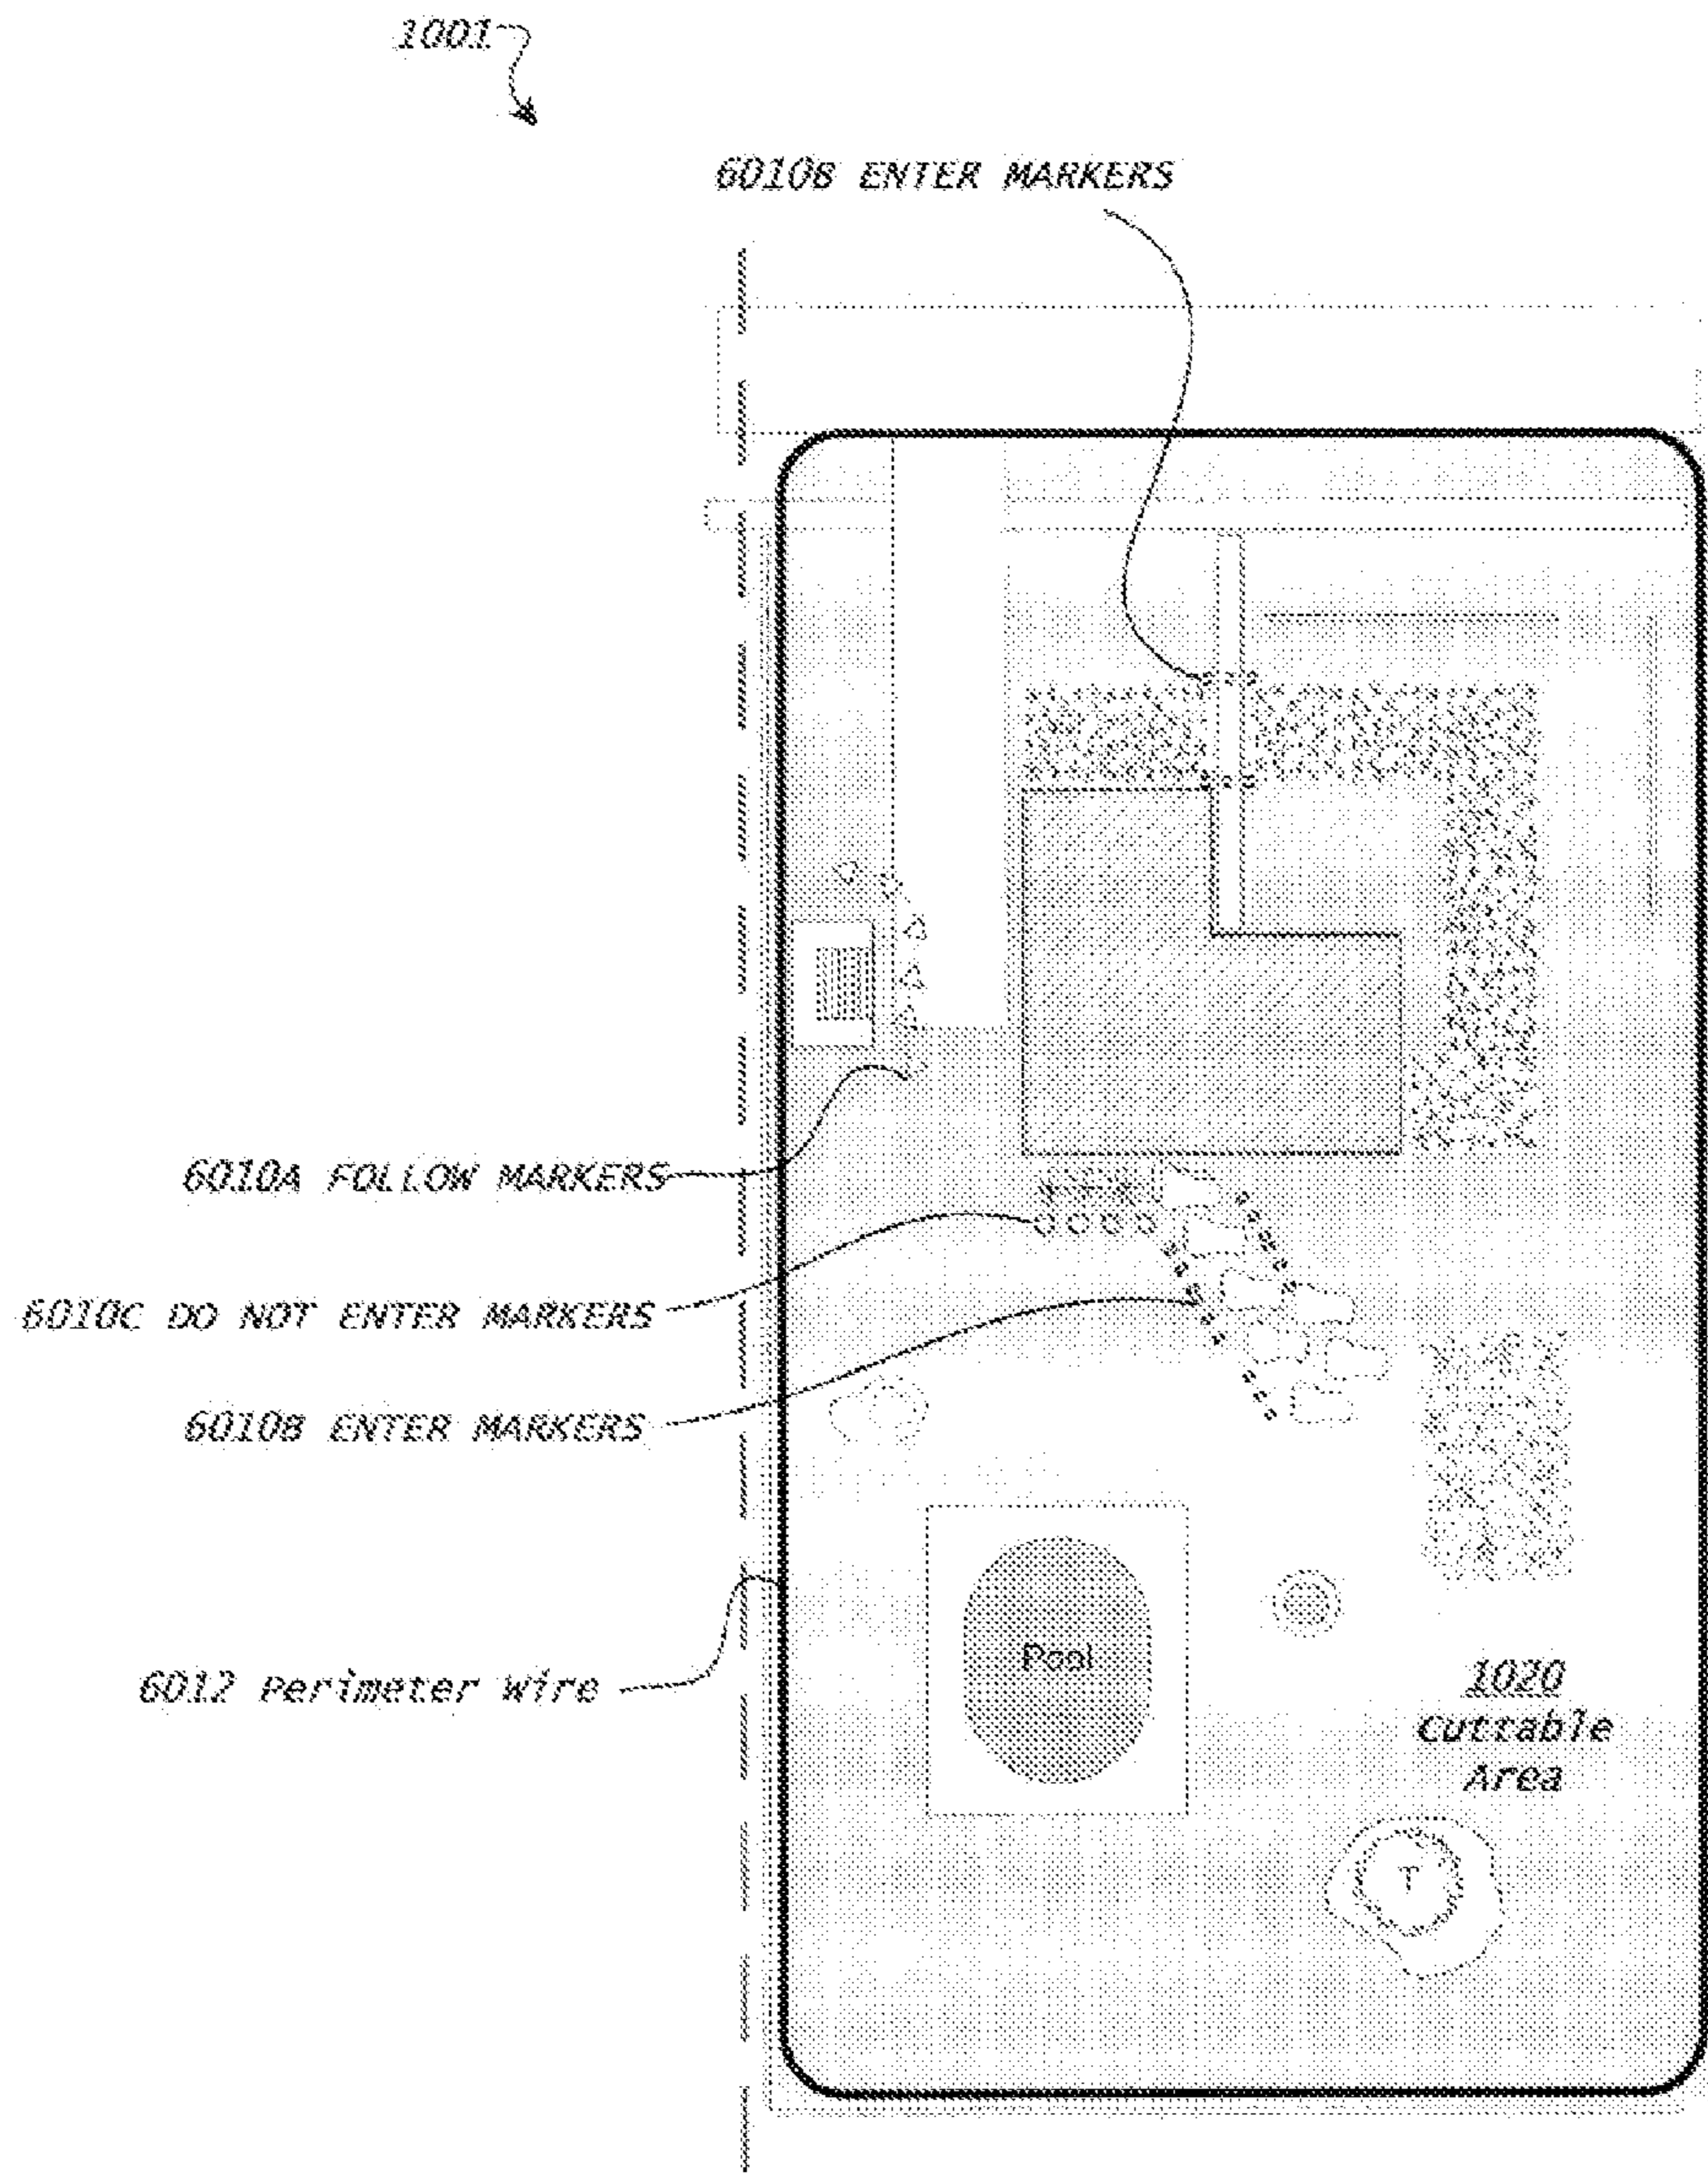 1001
6010B ENTER MARKERS
6010A FOLLOW MARKERS
6010C DO NOT ENTER MARKERS
6010B ENTER MARKERS
6012 Perimeter Wire
Pool
1020
Cuttable
Area
T